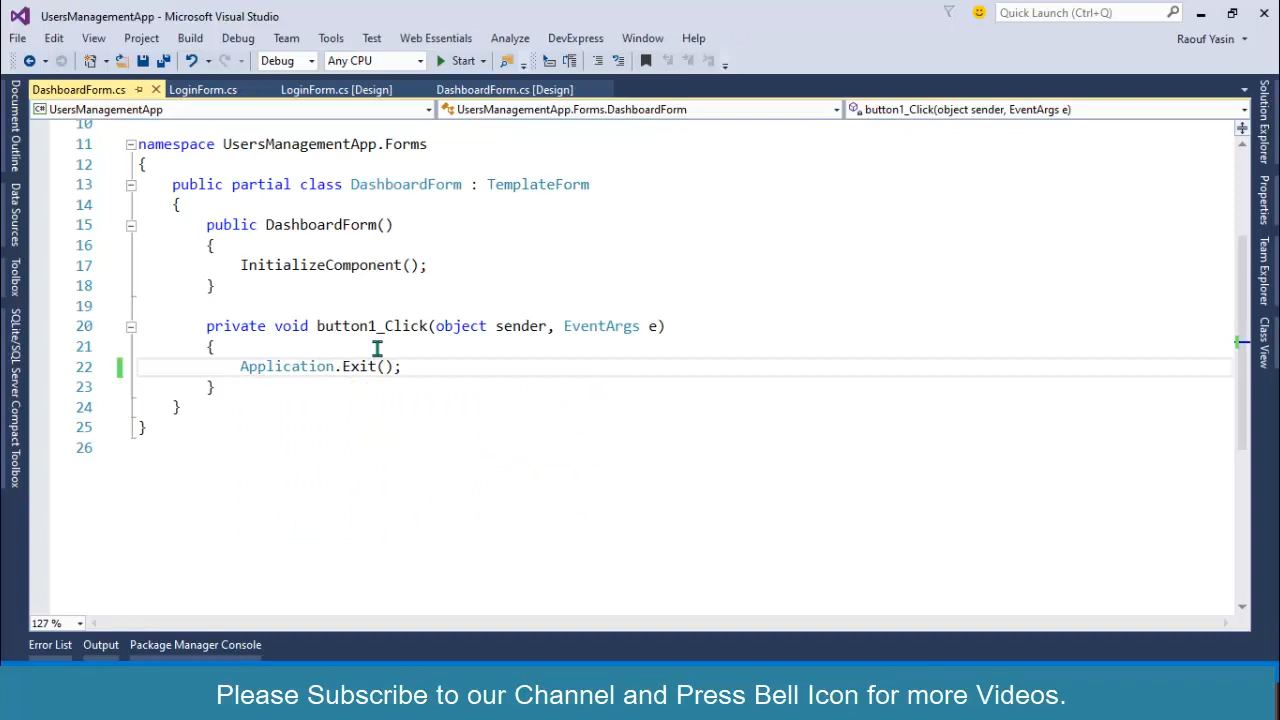 UsersManagementApp - Microsoft Visual Studio
Quick Launch (Ctrl+Q)
File Edit View Project Build Debug Team Tools Test Web Essentials Analyze DevExpress Window Help
Raouf Yasin
Debug Any CPU Start
DashboardForm.cs LoginForm.cs LoginForm.cs [Design] DashboardForm.cs [Design]
UsersManagementApp UsersManagementApp.Forms.DashboardForm button1_Click(object sender, EventArgs e)
10
11 namespace UsersManagementApp.Forms
12 {
13 public partial class DashboardForm : TemplateForm
14 {
15 public DashboardForm()
16 {
17 InitializeComponent();
18 }
19
20 private void button1_Click(object sender, EventArgs e)
21 {
22 Application.Exit();
23 }
24 }
25 }
26
Document Outline
Data Sources
Toolbox
SQLite/SQL Server Compact Toolbox
Solution Explorer
Properties
Team Explorer
Class View
127 %
Error List Output Package Manager Console
Please Subscribe to our Channel and Press Bell Icon for more Videos.